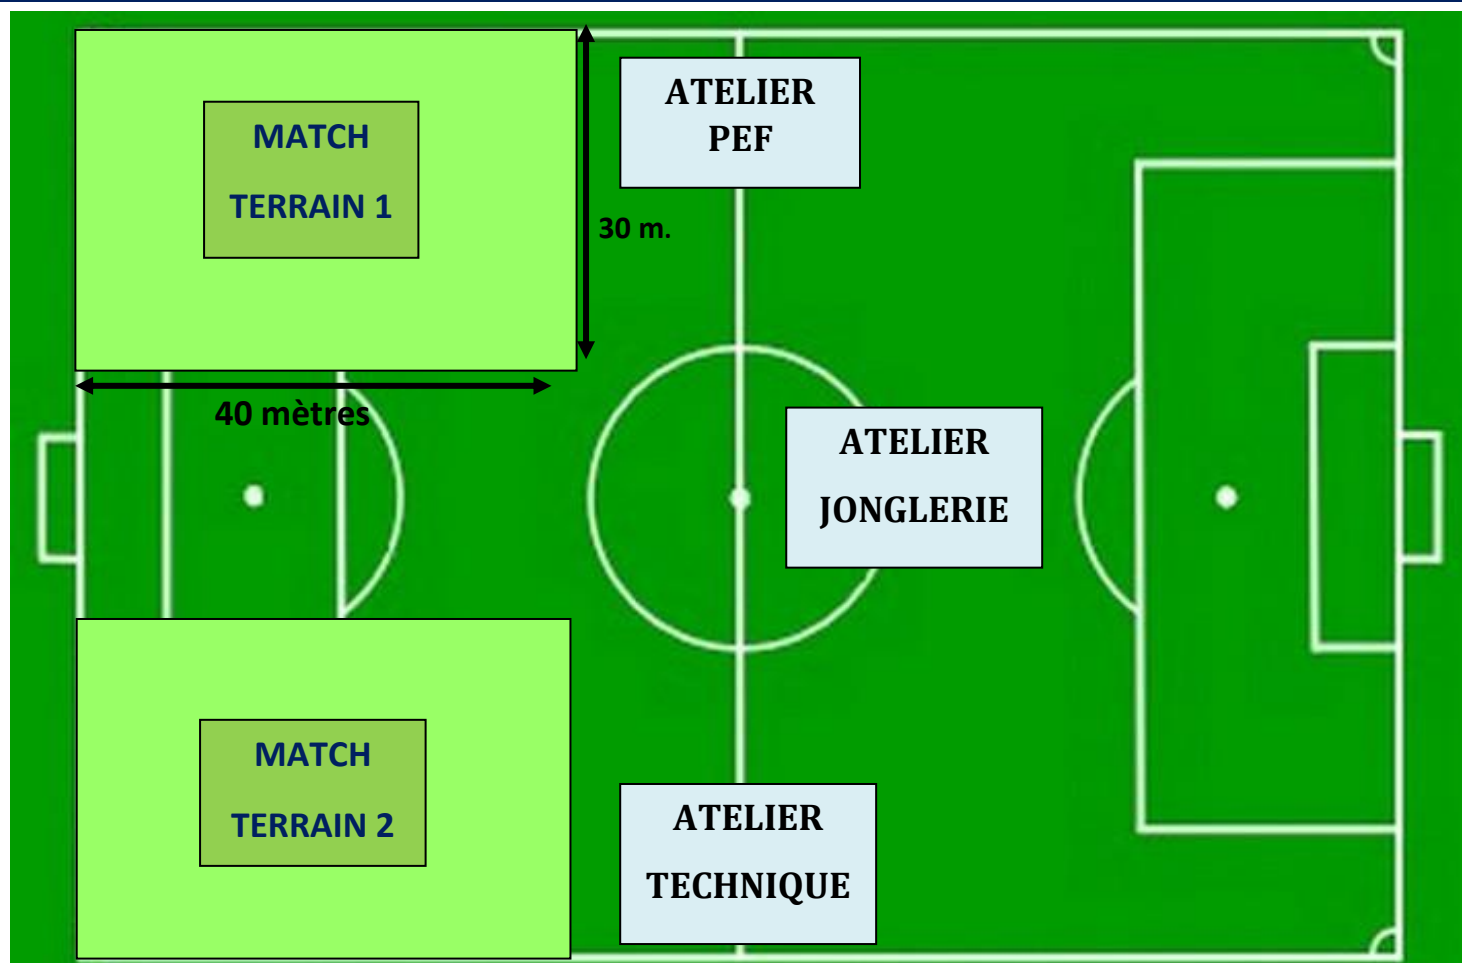 MATCH
TERRAIN 1
ATELIER
PEF
30 m.
40 mètres
ATELIER
JONGLERIE
MATCH
TERRAIN 2
ATELIER
TECHNIQUE